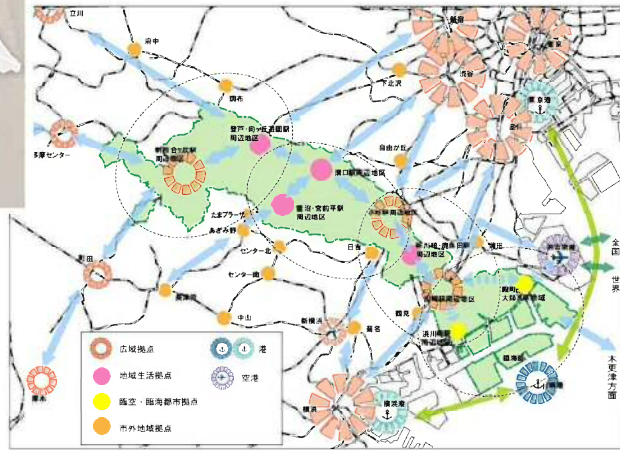 立川
府中
調布
新宿
東京
渋谷
下北沢
東京港
品川
自由が丘
登戸・向ヶ丘遊園駅
周辺地区
新百合ヶ丘駅
周辺地区
多摩センター
溝口駅周辺地区
鷺沼・宮前平駅
周辺地区
小杉駅周辺地区
たまプラーザ
あざみ野
センター北
センター南
日吉
新川崎・鹿島田駅
周辺地区
蒲田
羽田空港
全国
世界
町田
長津田
中山
新横浜
菊名
鶴見
川崎駅周辺地区
殿町・
大師河原地域
浜川崎駅
周辺地区
臨海部
木更津方面
川崎港
横浜
横浜港
厚木
広域拠点
港
地域生活拠点
空港
臨空・臨海都市拠点
市外地域拠点